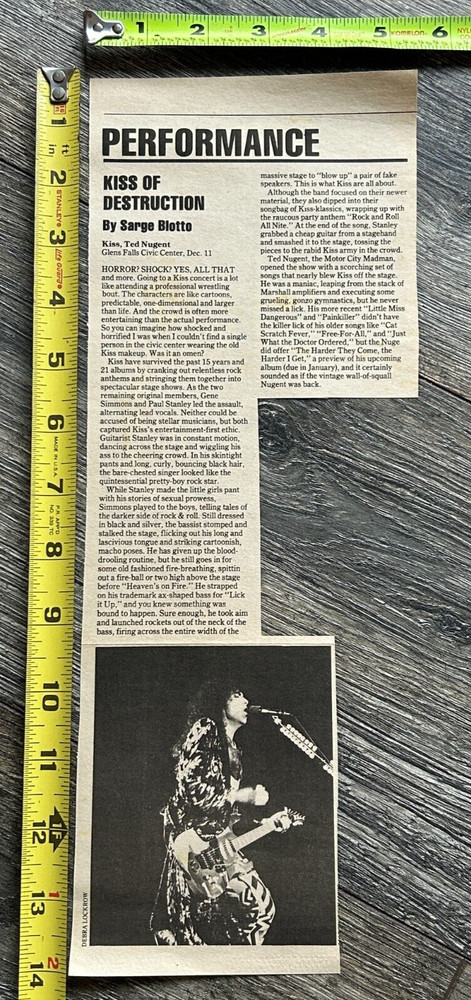 PERFORMANCE
KISS OF
DESTRUCTION
By Sarge Blotto
Kiss, Ted Nugent
Glens Falls Civic Center, Dec. 11
HORROR? SHOCK? YES, ALL THAT
and more. Going to a Kiss concert is a lot
like attending a professional wrestling
bout. The characters are like cartoons,
predictable, one-dimensional and larger
than life. And the crowd is often more
entertaining than the actual performance.
So you can imagine how shocked and
horrified I was when I couldn't find a single
person in the civic center wearing the old
Kiss makeup. Was it an omen?
Kiss have survived the past 15 years and
21 albums by cranking out relentless rock
anthems and stringing them together into
spectacular stage shows. As the two
remaining original members, Gene
Simmons and Paul Stanley led the assault,
alternating lead vocals. Neither could be
accused of being stellar musicians, but both
captured Kiss's entertainment-first ethic.
Guitarist Stanley was in constant motion,
dancing across the stage and wiggling his
ass to the cheering crowd. In his skintight
pants and long, curly, bouncing black hair,
the bare-chested singer looked like the
quintessential pretty-boy rock star.
While Stanley made the little girls pant
with his stories of sexual prowess,
Simmons played to the boys, telling tales of
the darker side of rock & roll. Still dressed
in black and silver, the bassist stomped and
stalked the stage, flicking out his long and
lascivious tongue and striking cartoonish,
macho poses. He has given up the blood-
drooling routine, but he still goes in for
some old fashioned fire-breathing, spittin
out a fire-ball or two high above the stage
before "Heaven's on Fire." He strapped
on his trademark ax-shaped bass for "Lick
it Up," and you knew something was
bound to happen. Sure enough, he took aim
and launched rockets out of the neck of the
bass, firing across the entire width of the
massive stage to "blow up" a pair of fake
speakers. This is what Kiss are all about.
Although the band focused on their newer
material, they also dipped into their
songbag of Kiss-klassics, wrapping up with
the raucous party anthem "Rock and Roll
All Nite." At the end of the song, Stanley
grabbed a cheap guitar from a stagehand
and smashed it to the stage, tossing the
pieces to the rabid Kiss army in the crowd.
Ted Nugent, the Motor City Madman,
opened the show with a scorching set of
songs that nearly blew Kiss off the stage.
He was a maniac, leaping from the stack of
Marshall amplifiers and executing some
grueling, gonzo gymnastics, but he never
missed a lick. His more recent "Little Miss
Dangerous" and "Painkiller" didn't have
the killer lick of his older songs like "Cat
Scratch Fever," "Free-For-All," and "Just
What the Doctor Ordered," but the Nuge
did offer "The Harder They Come, the
Harder I Get," a preview of his upcoming
album (due in January), and it certainly
sounded as if the vintage wall-of-squall
Nugent was back.
DEBRA LOCKROW
1 2 3 4 5 6
in ft
1 2 3 4 5 6 7 8 9 10 11 12 13 14
STANLEY
MADE IN U.S.A.
KOMELON
1F
1
2